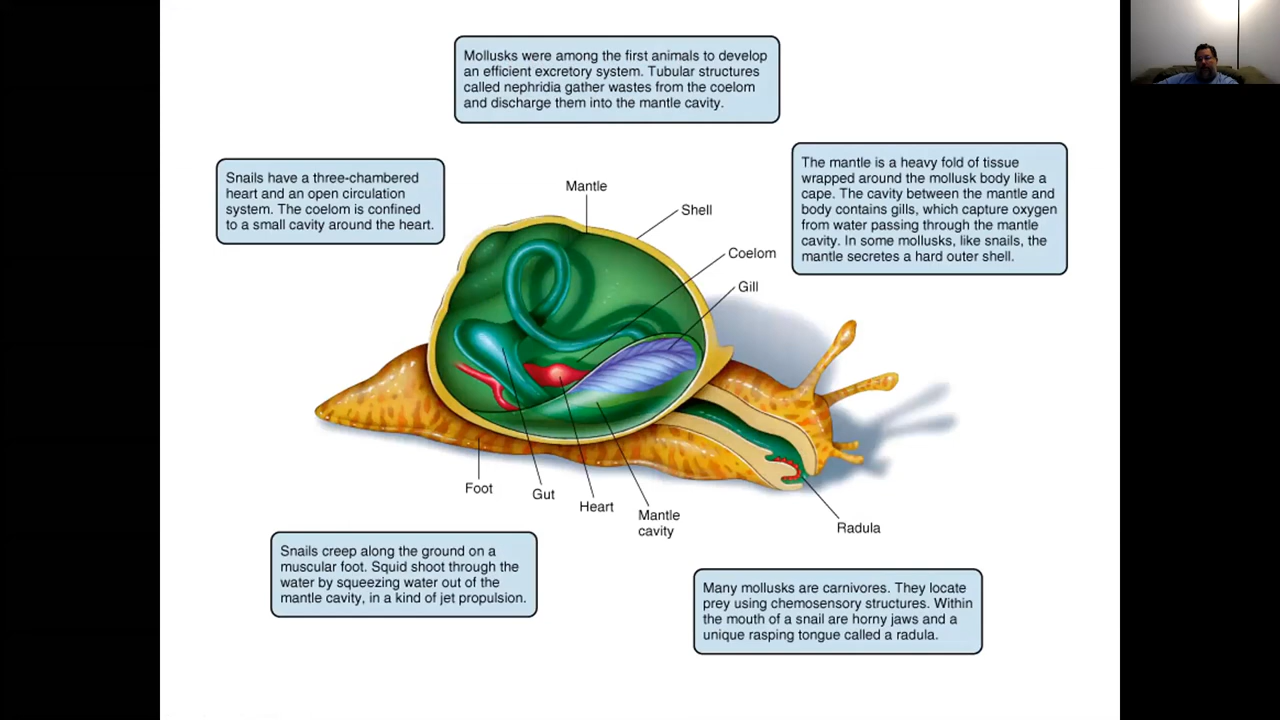 Mollusks were among the first animals to develop
an efficient excretory system. Tubular structures
called nephridia gather wastes from the coelom
and discharge them into the mantle cavity.
Snails have a three-chambered
heart and an open circulation
system. The coelom is confined
to a small cavity around the heart.
The mantle is a heavy fold of tissue
wrapped around the mollusk body like a
cape. The cavity between the mantle and
body contains gills, which capture oxygen
from water passing through the mantle
cavity. In some mollusks, like snails, the
mantle secretes a hard outer shell.
Mantle
Shell
Coelom
Gill
Foot
Gut
Heart
Mantle
cavity
Radula
Snails creep along the ground on a
muscular foot. Squid shoot through the
water by squeezing water out of the
mantle cavity, in a kind of jet propulsion.
Many mollusks are carnivores. They locate
prey using chemosensory structures. Within
the mouth of a snail are horny jaws and a
unique rasping tongue called a radula.